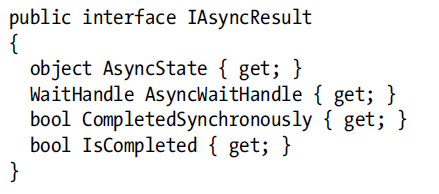 public interface IAsyncResult
{
  object AsyncState { get; }
  WaitHandle AsyncWaitHandle { get; }
  bool CompletedSynchronously { get; }
  bool IsCompleted { get; }
}